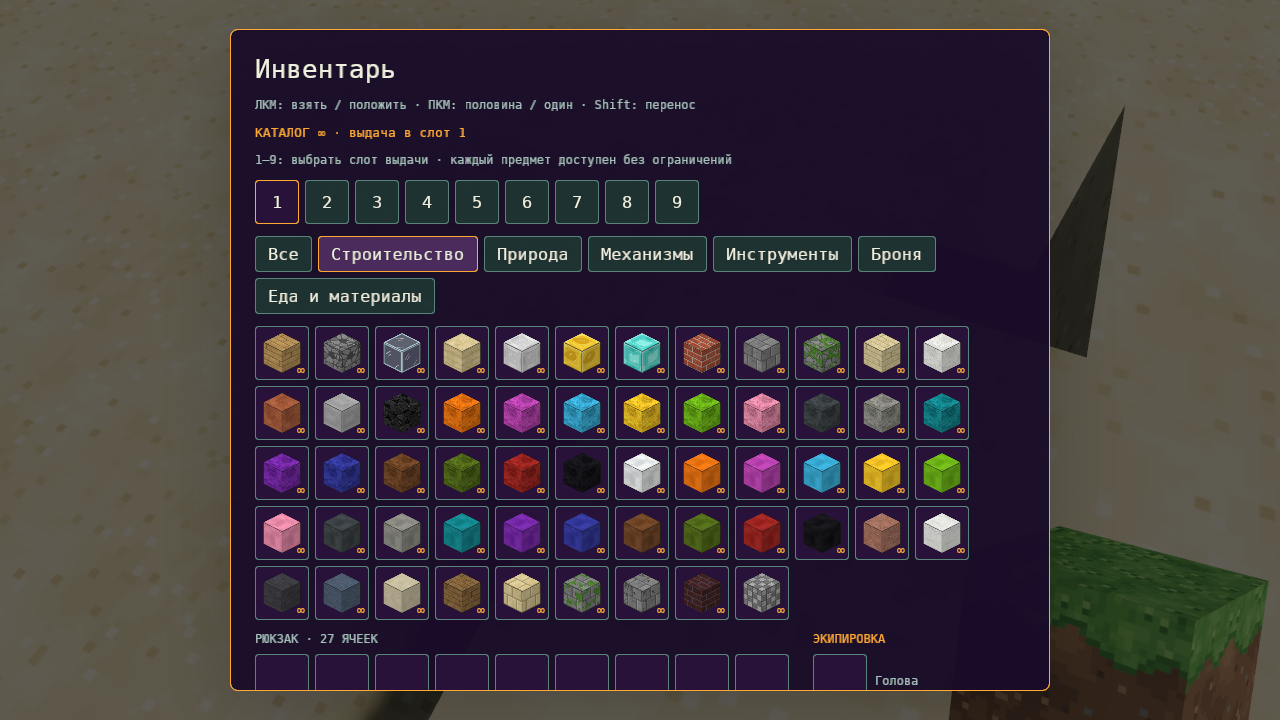 Инвентарь
ЛКМ: взять / положить · ПКМ: половина / один · Shift: перенос
КАТАЛОГ ∞ · выдача в слот 1
1–9: выбрать слот выдачи · каждый предмет доступен без ограничений
1 2 3 4 5 6 7 8 9
Все Строительство Природа Механизмы Инструменты Броня
Еда и материалы
∞ ∞ ∞ ∞ ∞ ∞ ∞ ∞ ∞ ∞ ∞ ∞
∞ ∞ ∞ ∞ ∞ ∞ ∞ ∞ ∞ ∞ ∞ ∞
∞ ∞ ∞ ∞ ∞ ∞ ∞ ∞ ∞ ∞ ∞ ∞
∞ ∞ ∞ ∞ ∞ ∞ ∞ ∞ ∞ ∞ ∞ ∞
∞ ∞ ∞ ∞ ∞ ∞ ∞ ∞ ∞
РЮКЗАК · 27 ЯЧЕЕК ЭКИПИРОВКА
Голова